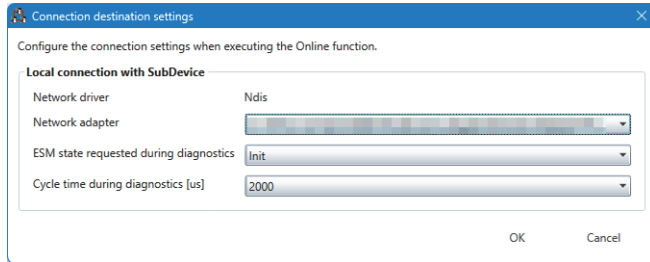 Connection destination settings
Configure the connection settings when executing the Online function.
Local connection with SubDevice
Network driver Ndis
Network adapter
ESM state requested during diagnostics Init
Cycle time during diagnostics [us] 2000
OK Cancel